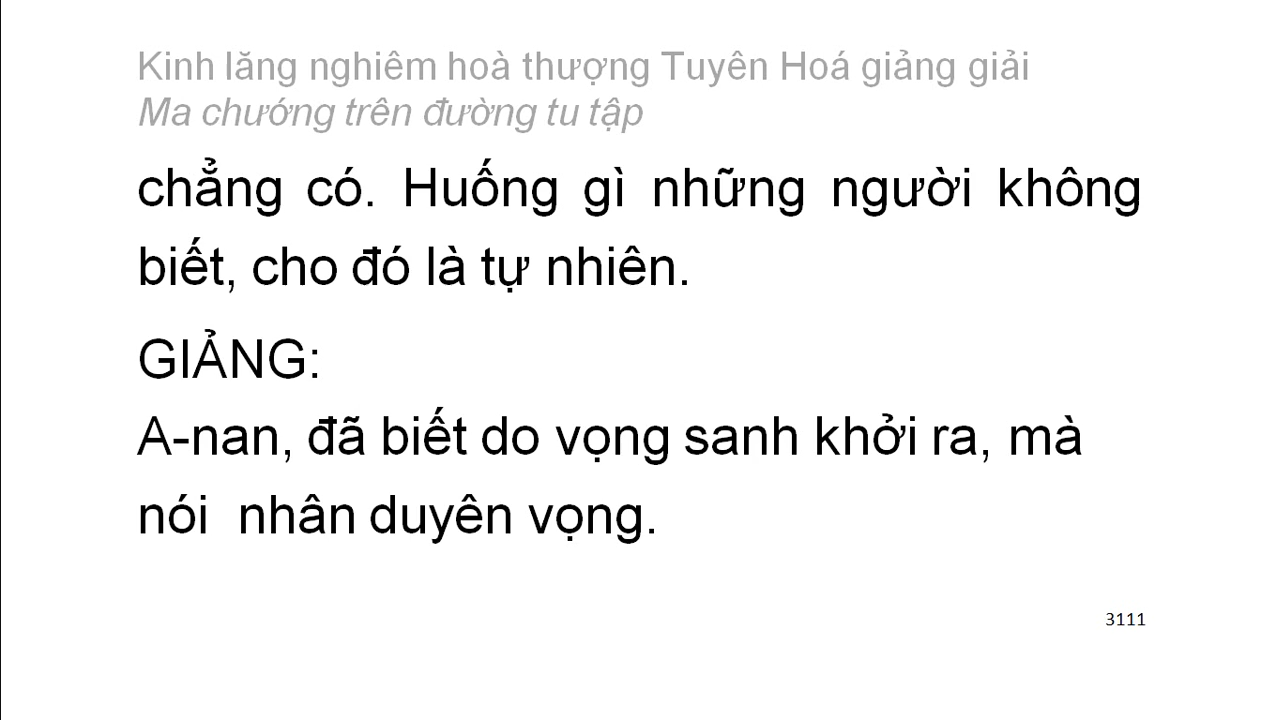 Kinh lăng nghiêm hoà thượng Tuyên Hoá giảng giải
Ma chướng trên đường tu tập
chẳng có. Huống gì những người không
biết, cho đó là tự nhiên.
GIẢNG:
A-nan, đã biết do vọng sanh khởi ra, mà
nói  nhân duyên vọng.
3111